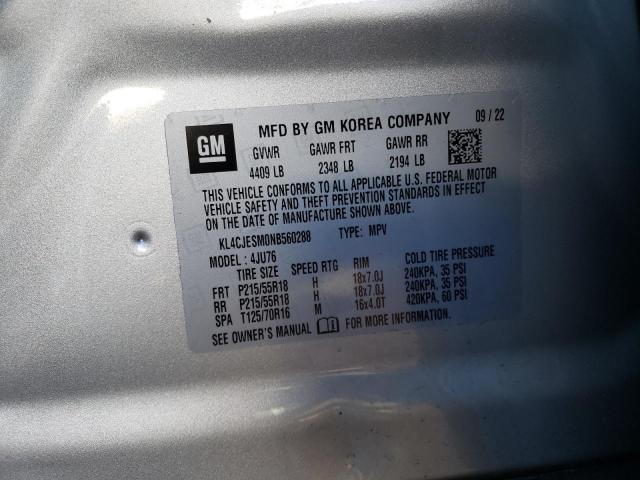 GM
MFD BY GM KOREA COMPANY 09 / 22
GVWR GAWR FRT GAWR RR
4409 LB 2348 LB 2194 LB
THIS VEHICLE CONFORMS TO ALL APPLICABLE U.S. FEDERAL MOTOR
VEHICLE SAFETY AND THEFT PREVENTION STANDARDS IN EFFECT
ON THE DATE OF MANUFACTURE SHOWN ABOVE.
KL4CJESM0NB560288 TYPE: MPV
MODEL : 4JU76
TIRE SIZE SPEED RTG RIM COLD TIRE PRESSURE
FRT P215/55R18 H 18x7.0J 240KPA, 35 PSI
RR P215/55R18 H 18x7.0J 240KPA, 35 PSI
SPA T125/70R16 M 16x4.0T 420KPA, 60 PSI
SEE OWNER'S MANUAL FOR MORE INFORMATION.